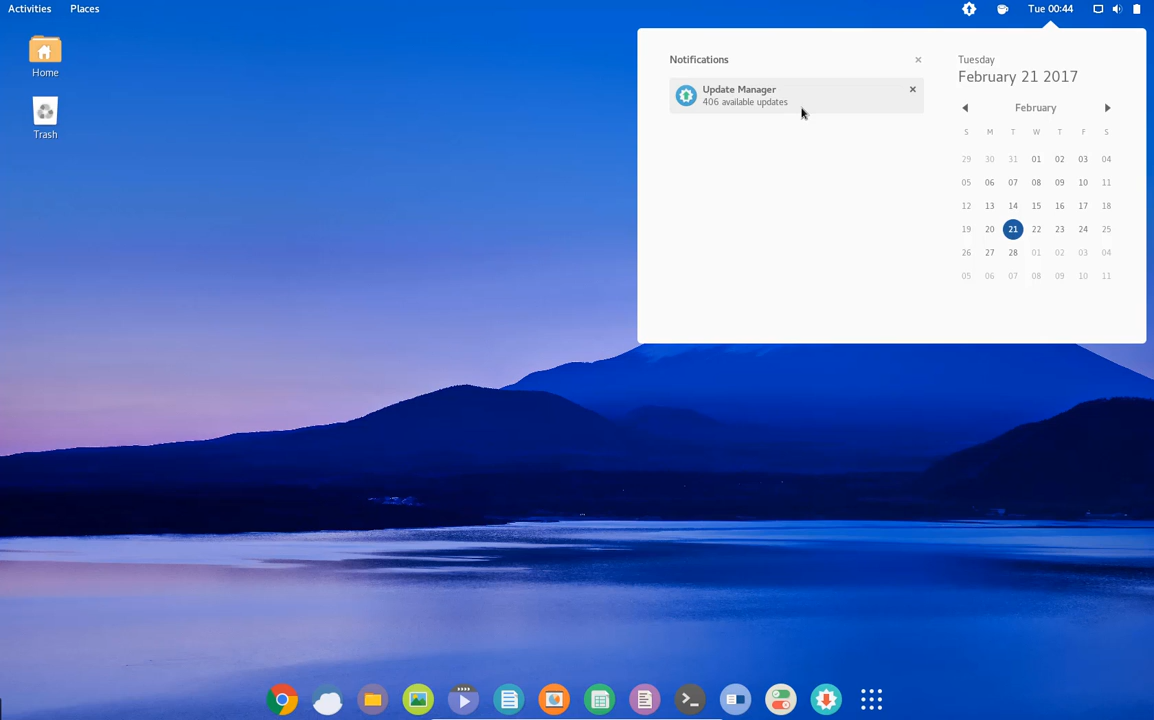 Activities Places Tue 00:44
Home
Trash
Notifications ×
Update Manager ×
406 available updates
Tuesday
February 21 2017
February
S M T W T F S
29 30 31 01 02 03 04
05 06 07 08 09 10 11
12 13 14 15 16 17 18
19 20 21 22 23 24 25
26 27 28 01 02 03 04
05 06 07 08 09 10 11